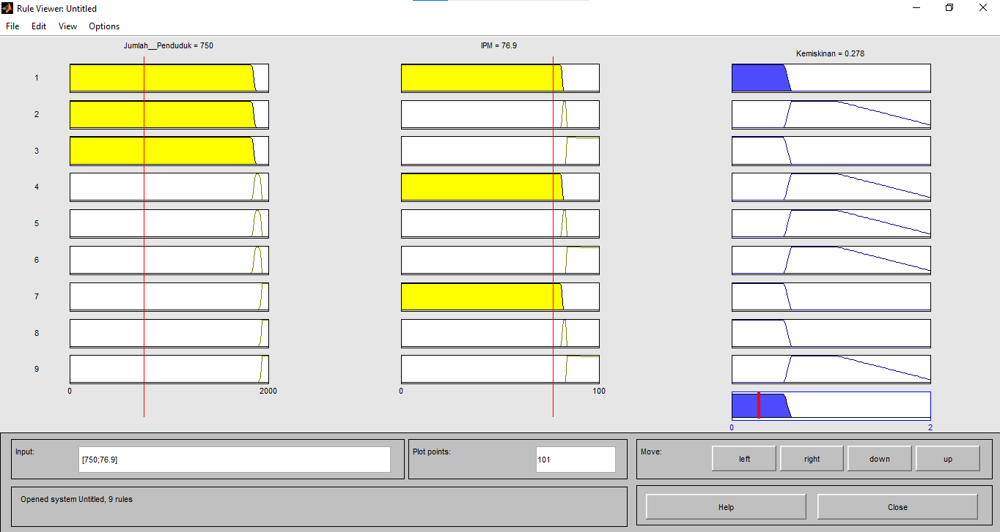 Rule Viewer: Untitled
File Edit View Options
Jumlah__Penduduk = 750
IPM = 76.9
Kemiskinan = 0.278
1
2
3
4
5
6
7
8
9
0 2000
0 100
0 2
Input:
[750;76.9]
Plot points:
101
Move:
left
right
down
up
Opened system Untitled, 9 rules
Help
Close